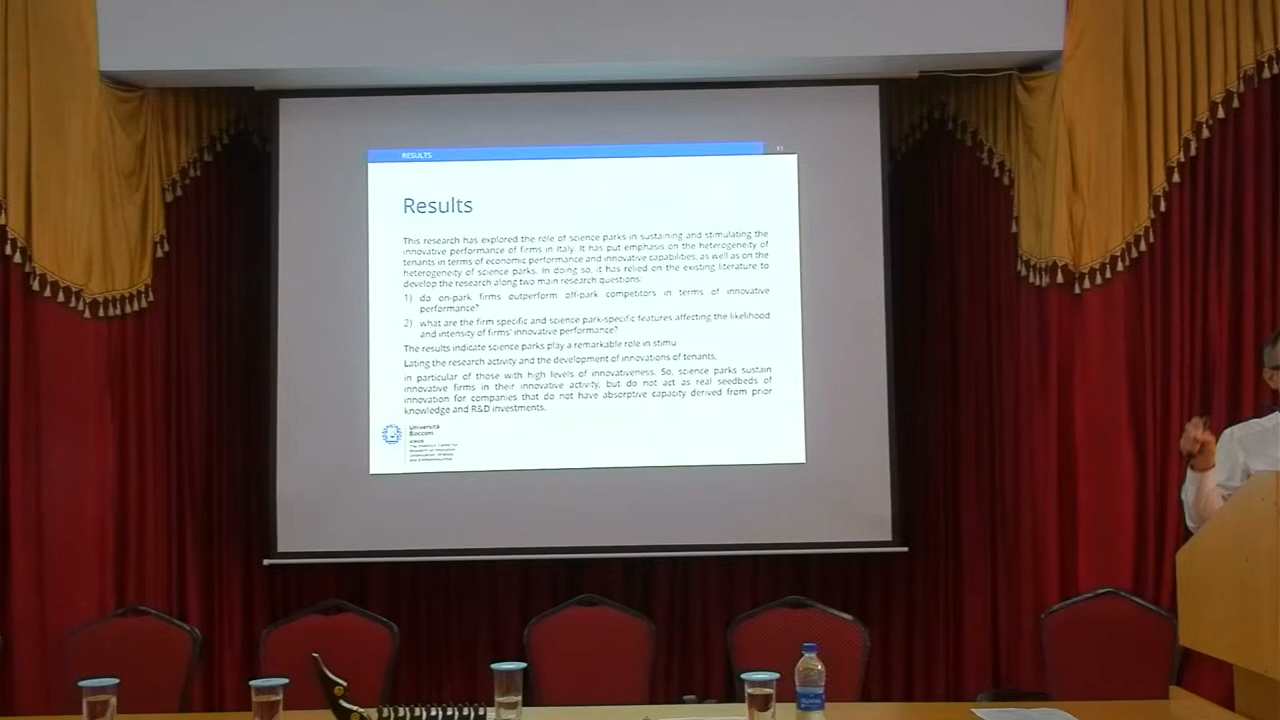 RESULTS
11
Results
This research has explored the role of science parks in sustaining and stimulating the
innovative performance of firms in Italy. It has put emphasis on the heterogeneity of
tenants in terms of economic performance and innovative capabilities, as well as on the
heterogeneity of science parks. In doing so, it has relied on the existing literature to
develop the research along two main research questions:
1) do on-park firms outperform off-park competitors in terms of innovative
performance?
2) what are the firm specific and science park-specific features affecting the likelihood
and intensity of firms' innovative performance?
The results indicate science parks play a remarkable role in stimu
Lating the research activity and the development of innovations of tenants,
in particular of those with high levels of innovativeness. So, science parks sustain
innovative firms in their innovative activity, but do not act as real seedbeds of
innovation for companies that do not have absorptive capacity derived from prior
knowledge and R&D investments.
Università
Bocconi